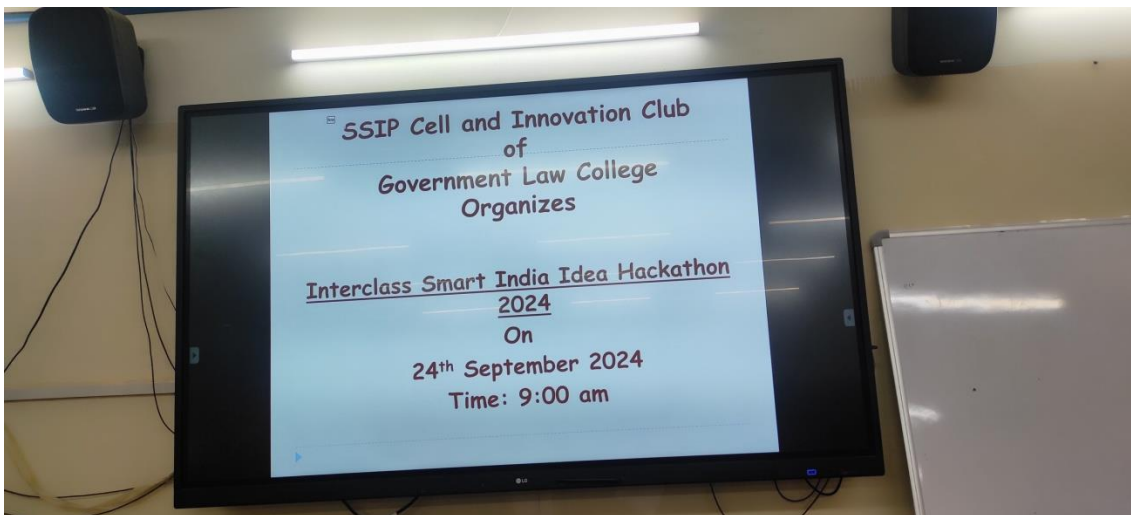 SSIP Cell and Innovation Club
of
Government Law College
Organizes
Interclass Smart India Idea Hackathon
2024
On
24th September 2024
Time: 9:00 am
LG